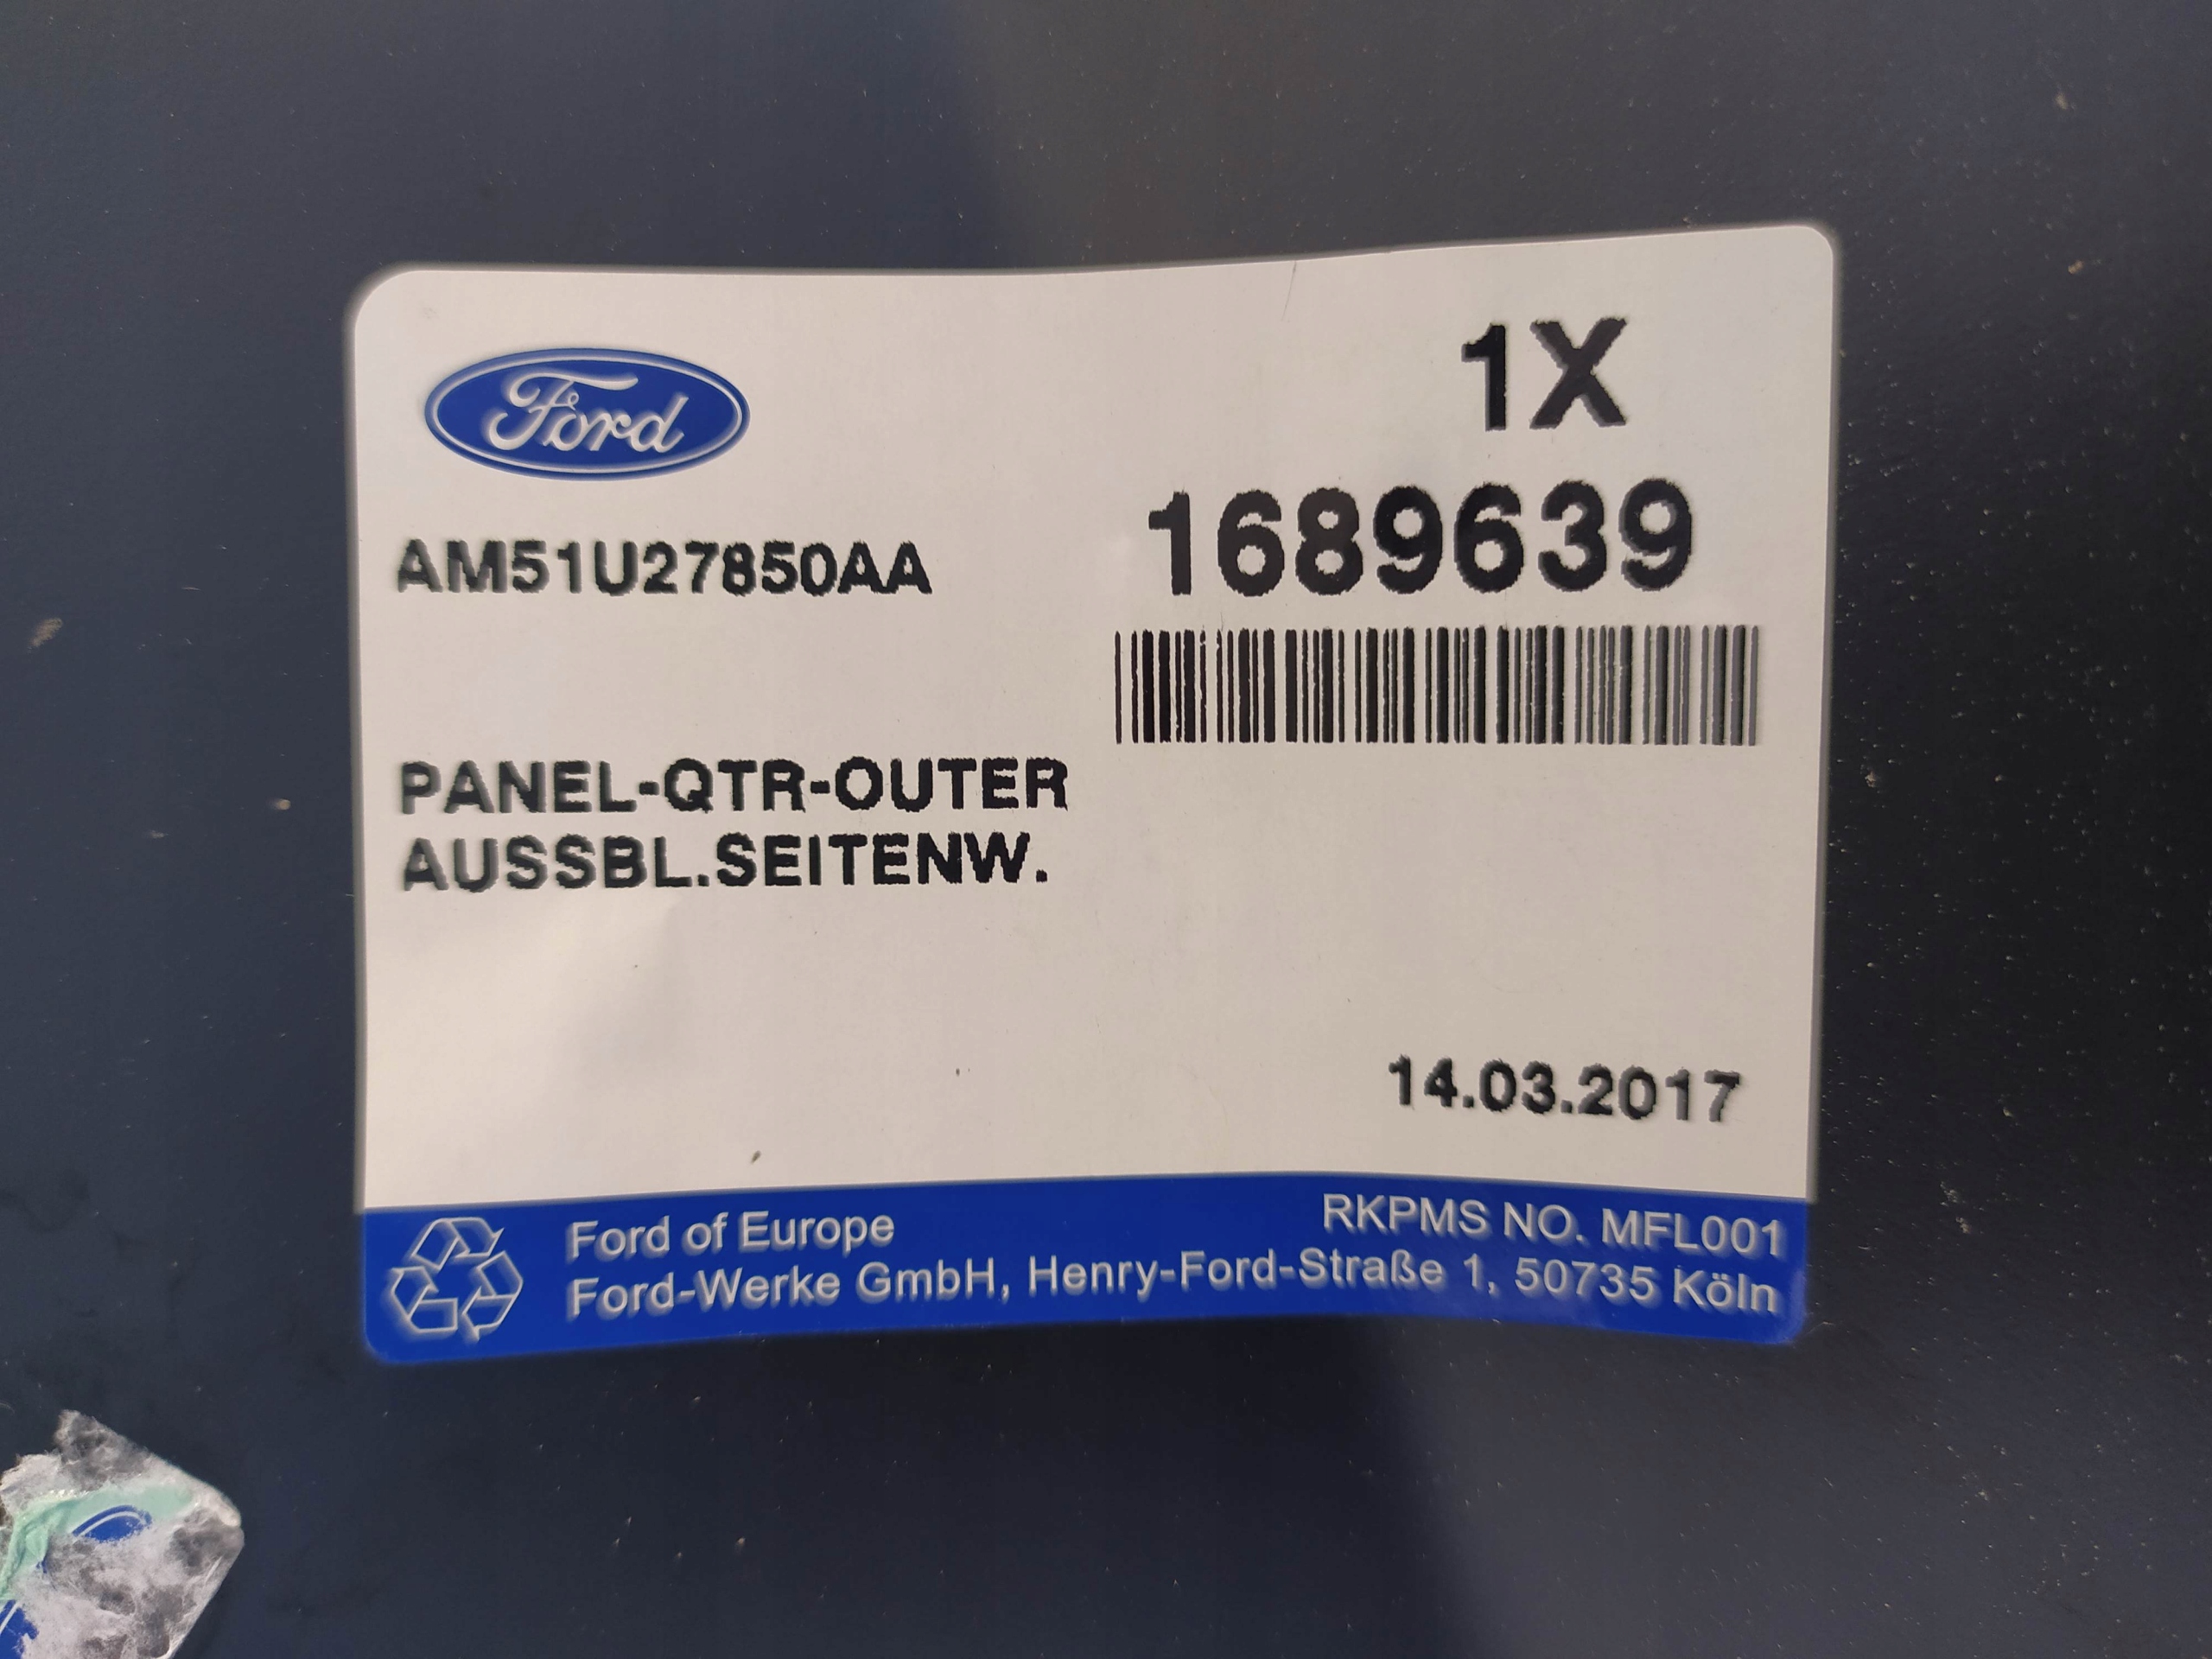 Ford
1X
1689639
AM51U27850AA
PANEL-QTR-OUTER
AUSSBL.SEITENW.
14.03.2017
RKPMS NO. MFL001
Ford of Europe
Ford-Werke GmbH, Henry-Ford-Straße 1, 50735 Köln